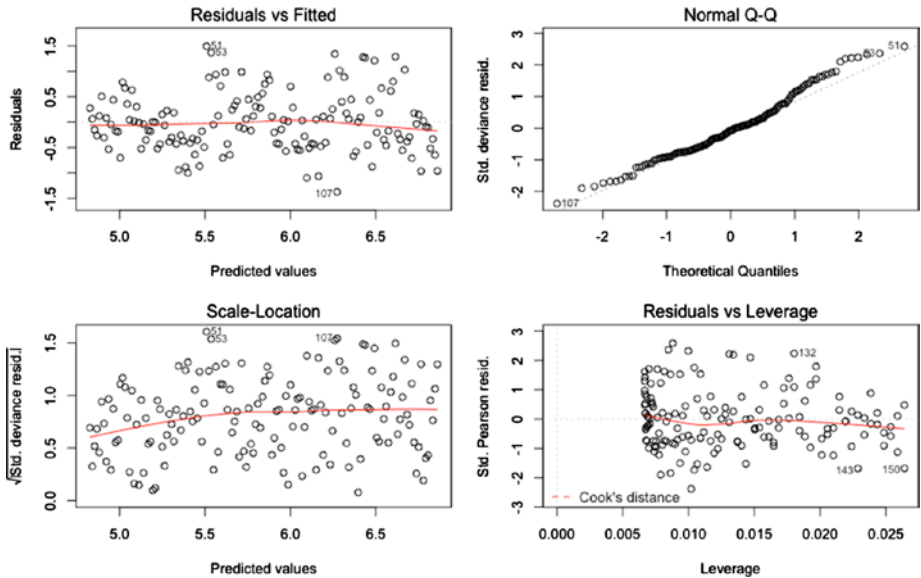 Residuals vs Fitted
Residuals
1.5
0.5
-0.5
-1.5
51
53
107
5.0 5.5 6.0 6.5
Predicted values
Normal Q-Q
Std. deviance resid.
3
2
1
0
-1
-2
53
51
107
-2 -1 0 1 2
Theoretical Quantiles
Scale-Location
√|Std. deviance resid.|
1.5
1.0
0.5
0.0
51
53
107
5.0 5.5 6.0 6.5
Predicted values
Residuals vs Leverage
Std. Pearson resid.
3
2
1
0
-1
-2
-3
132
143
150
Cook's distance
0.000 0.005 0.010 0.015 0.020 0.025
Leverage